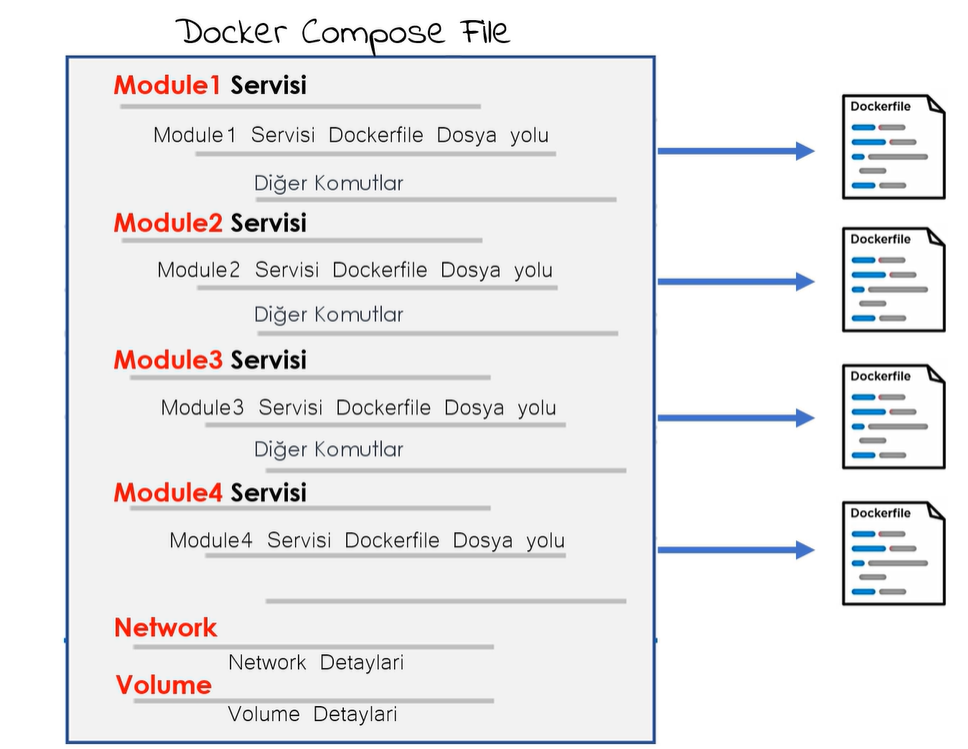 Docker Compose File
Module1 Servisi
Module1 Servisi Dockerfile Dosya yolu
Diğer Komutlar
Module2 Servisi
Module2 Servisi Dockerfile Dosya yolu
Diğer Komutlar
Module3 Servisi
Module3 Servisi Dockerfile Dosya yolu
Diğer Komutlar
Module4 Servisi
Module4 Servisi Dockerfile Dosya yolu
Network
Network Detaylari
Volume
Volume Detaylari
Dockerfile
Dockerfile
Dockerfile
Dockerfile